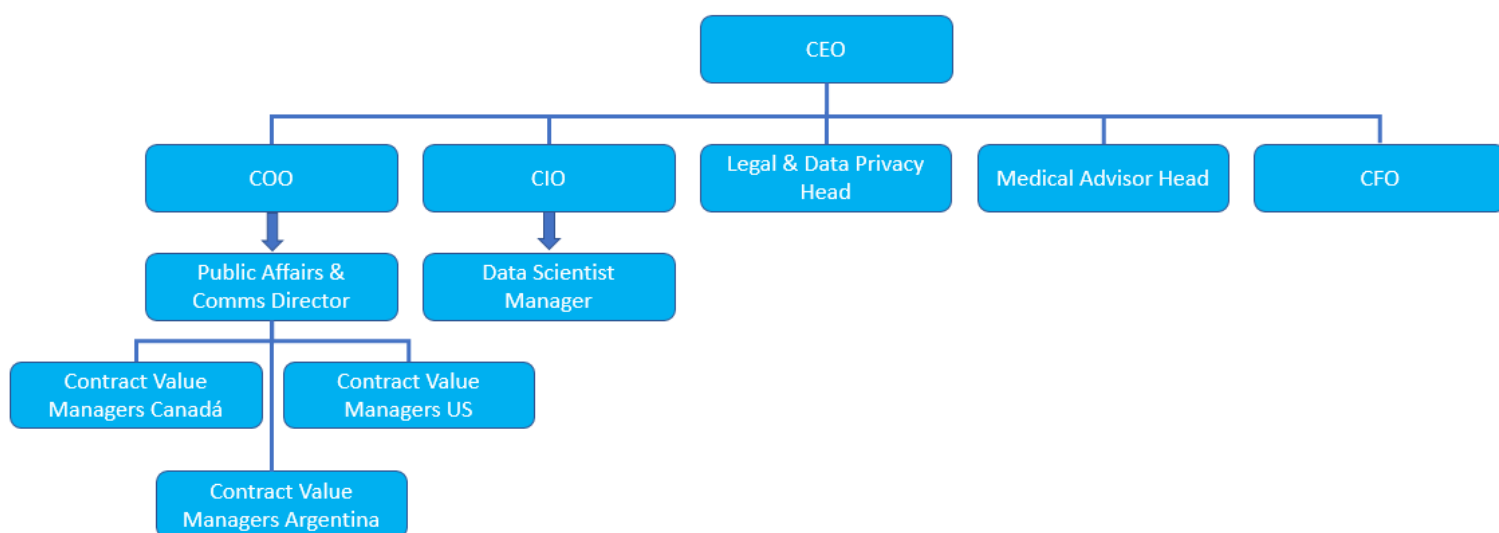 CEO
COO
CIO
Legal & Data Privacy
Head
Medical Advisor Head
CFO
Public Affairs &
Comms Director
Data Scientist
Manager
Contract Value
Managers Canadá
Contract Value
Managers US
Contract Value
Managers Argentina